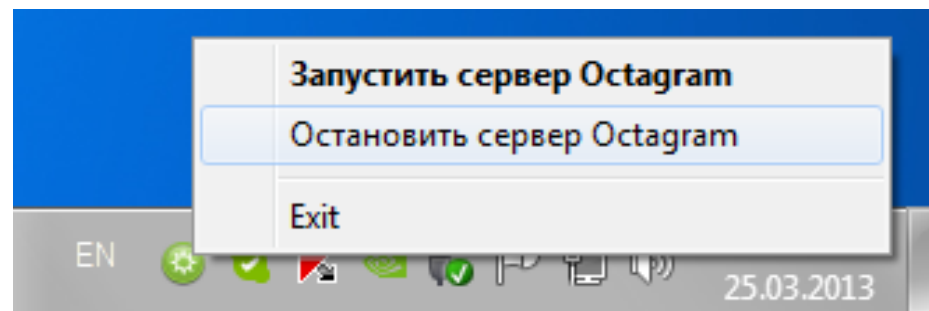 Запустить сервер Octagram
Остановить сервер Octagram
Exit
EN
25.03.2013